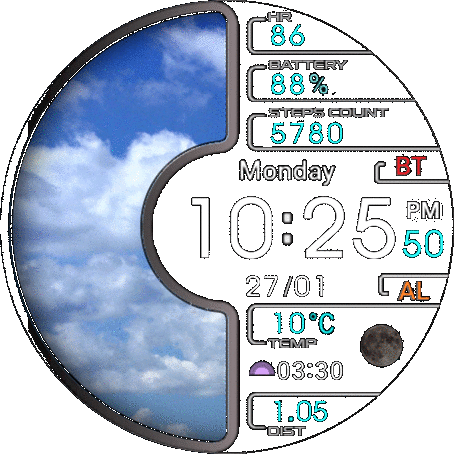 HR
86
BATTERY
88%
STEPS COUNT
5780
Monday
BT
10:25
PM
50
27/01
AL
10°C
TEMP
03:30
1.05
DIST